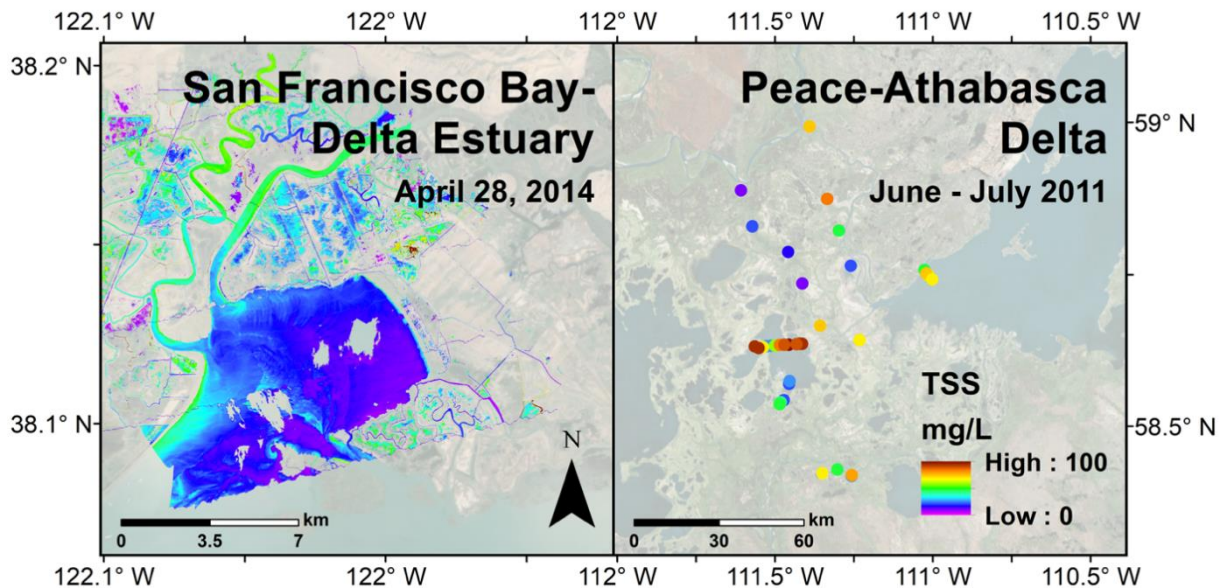 122.1° W 122° W 112° W 111.5° W 111° W 110.5° W
38.2° N
38.1° N
San Francisco Bay-
Delta Estuary
April 28, 2014
N
km
0 3.5 7
Peace-Athabasca
Delta
June - July 2011
59° N
58.5° N
TSS
mg/L
High : 100
Low : 0
km
0 30 60
122.1° W 122° W 112° W 111.5° W 111° W 110.5° W